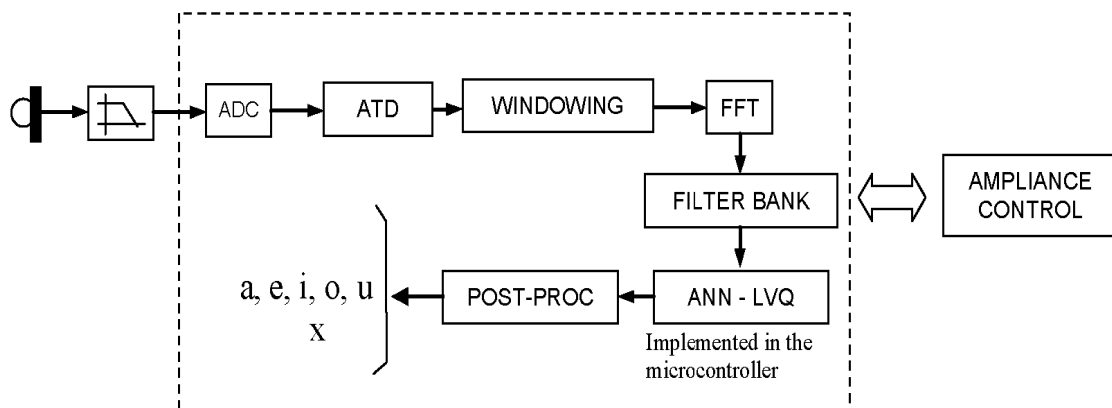 ADC
ATD
WINDOWING
FFT
FILTER BANK
AMPLIANCE
CONTROL
ANN - LVQ
POST-PROC
a, e, i, o, u
x
Implemented in the
microcontroller